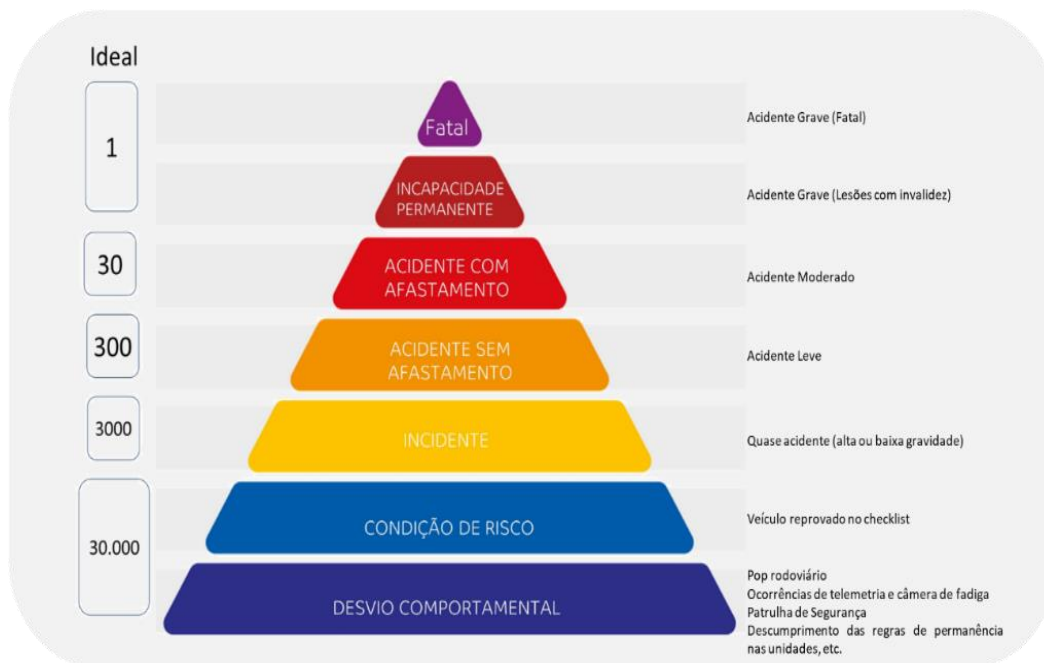 Ideal
1
Fatal
Acidente Grave (Fatal)
INCAPACIDADE
PERMANENTE
Acidente Grave (Lesões com invalidez)
30
ACIDENTE COM
AFASTAMENTO
Acidente Moderado
300
ACIDENTE SEM
AFASTAMENTO
Acidente Leve
3000
INCIDENTE
Quase acidente (alta ou baixa gravidade)
30.000
CONDIÇÃO DE RISCO
Veículo reprovado no checklist
DESVIO COMPORTAMENTAL
Pop rodoviário
Ocorrências de telemetria e câmera de fadiga
Patrulha de Segurança
Descumprimento das regras de permanência
nas unidades, etc.